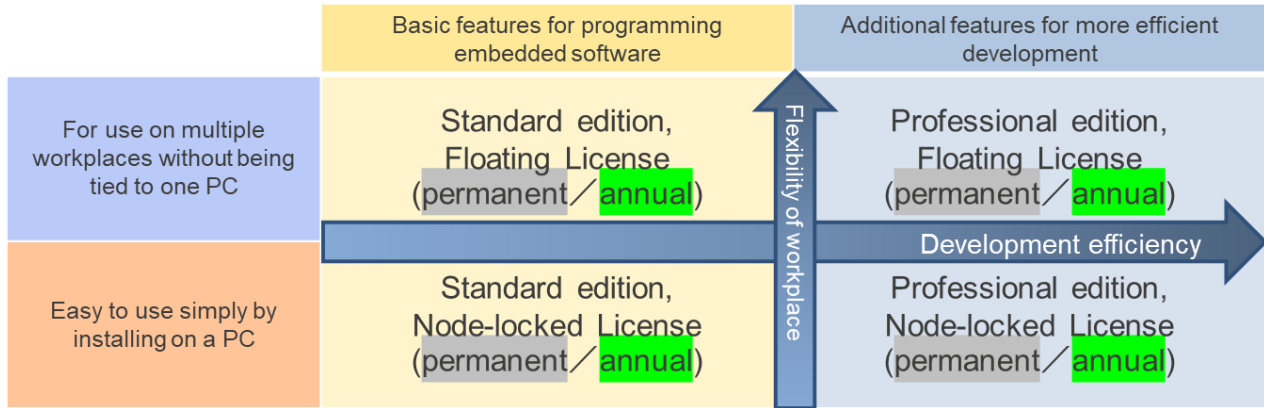 Basic features for programming
embedded software
Additional features for more efficient
development
For use on multiple
workplaces without being
tied to one PC
Standard edition,
Floating License
(permanent／annual)
Flexibility of workplace
Professional edition,
Floating License
(permanent／annual)
Development efficiency
Easy to use simply by
installing on a PC
Standard edition,
Node-locked License
(permanent／annual)
Professional edition,
Node-locked License
(permanent／annual)